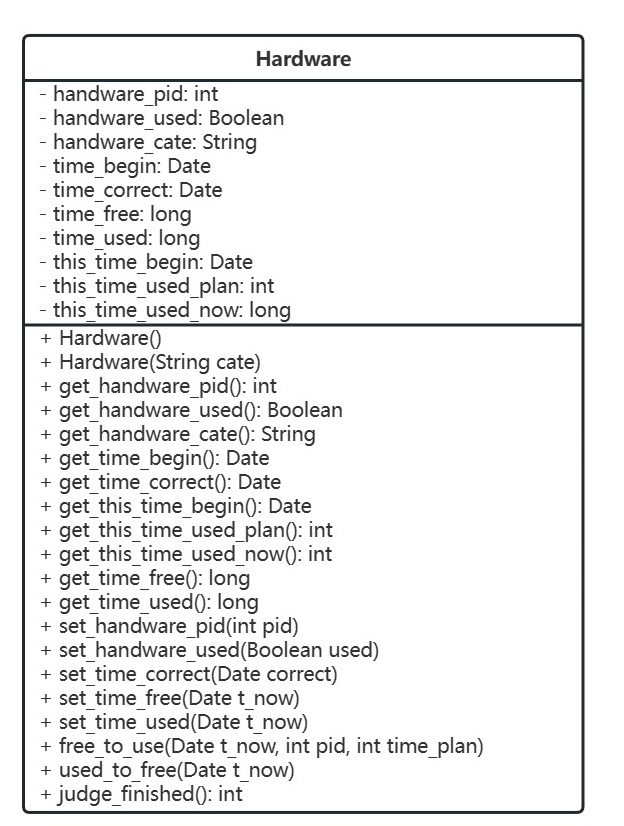 Hardware
- handware_pid: int
- handware_used: Boolean
- handware_cate: String
- time_begin: Date
- time_correct: Date
- time_free: long
- time_used: long
- this_time_begin: Date
- this_time_used_plan: int
- this_time_used_now: long
+ Hardware()
+ Hardware(String cate)
+ get_handware_pid(): int
+ get_handware_used(): Boolean
+ get_handware_cate(): String
+ get_time_begin(): Date
+ get_time_correct(): Date
+ get_this_time_begin(): Date
+ get_this_time_used_plan(): int
+ get_this_time_used_now(): int
+ get_time_free(): long
+ get_time_used(): long
+ set_handware_pid(int pid)
+ set_handware_used(Boolean used)
+ set_time_correct(Date correct)
+ set_time_free(Date t_now)
+ set_time_used(Date t_now)
+ free_to_use(Date t_now, int pid, int time_plan)
+ used_to_free(Date t_now)
+ judge_finished(): int